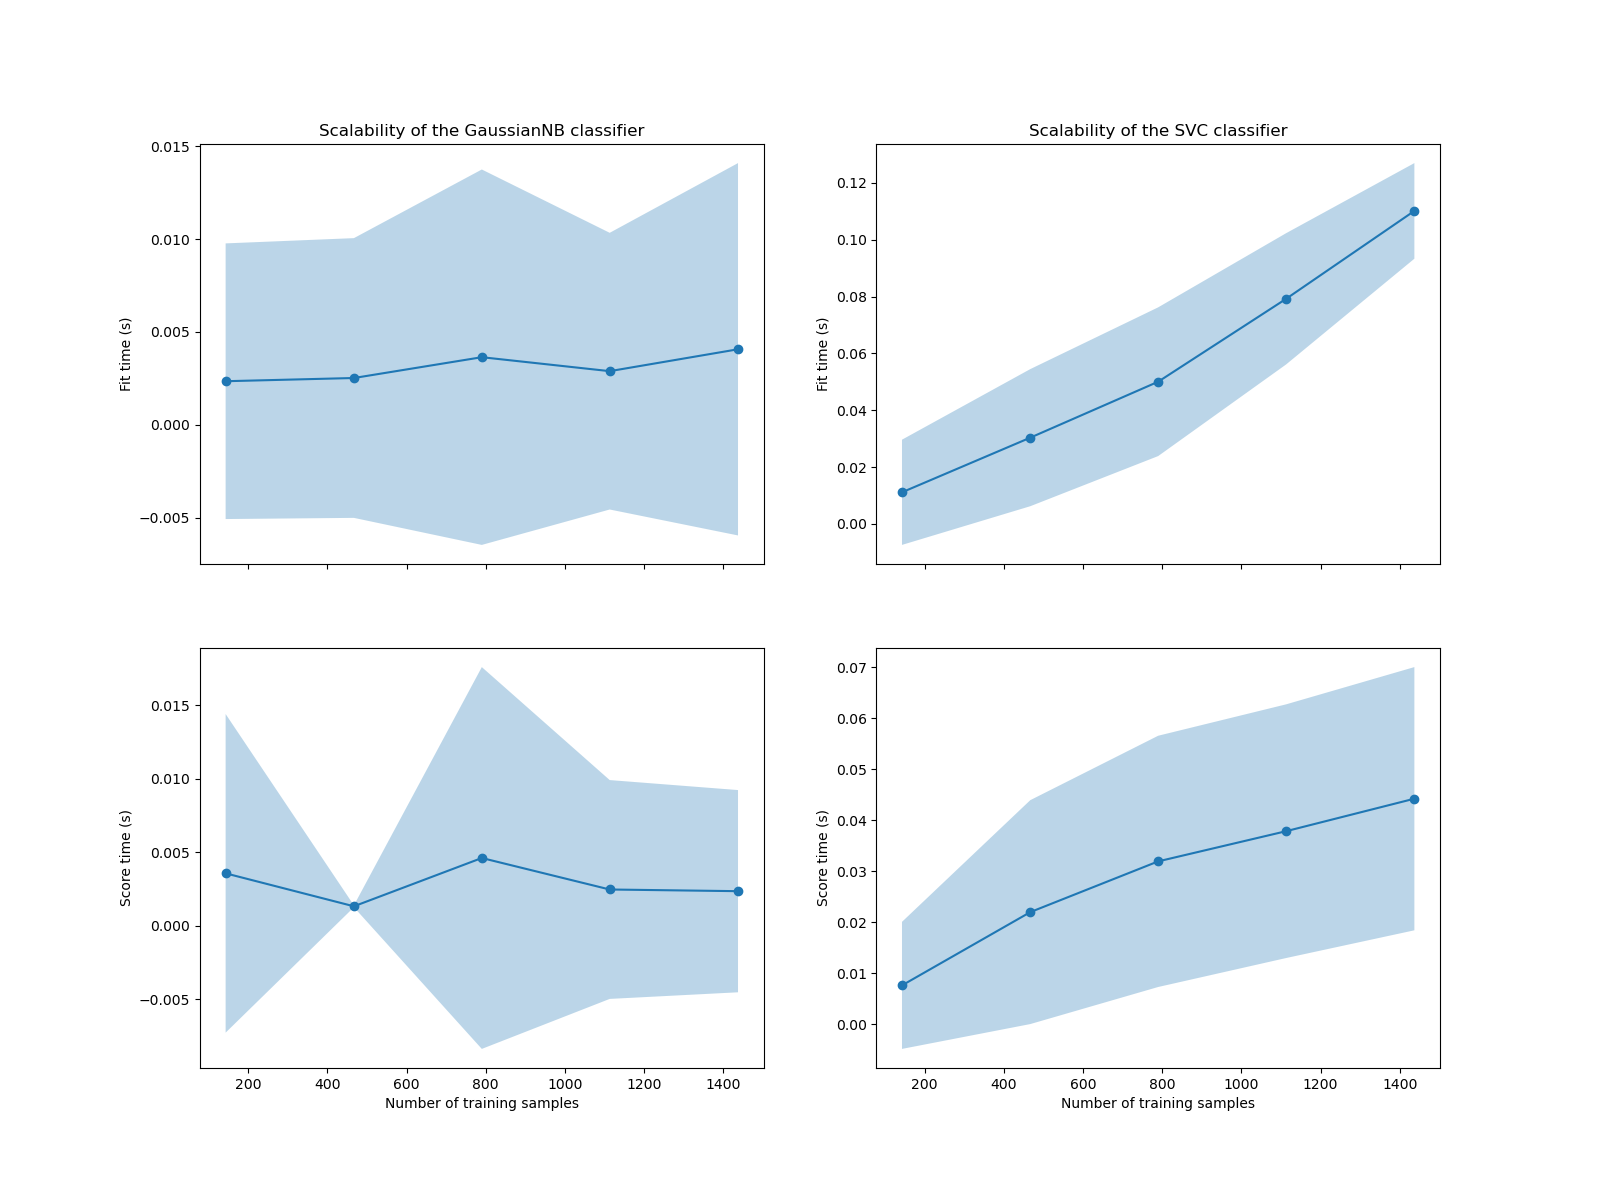 Scalability of the GaussianNB classifier
0.015
0.010
0.005
0.000
−0.005
Fit time (s)
Scalability of the SVC classifier
0.12
0.10
0.08
0.06
0.04
0.02
0.00
Fit time (s)
0.015
0.010
0.005
0.000
−0.005
Score time (s)
200 400 600 800 1000 1200 1400
Number of training samples
0.07
0.06
0.05
0.04
0.03
0.02
0.01
0.00
Score time (s)
200 400 600 800 1000 1200 1400
Number of training samples